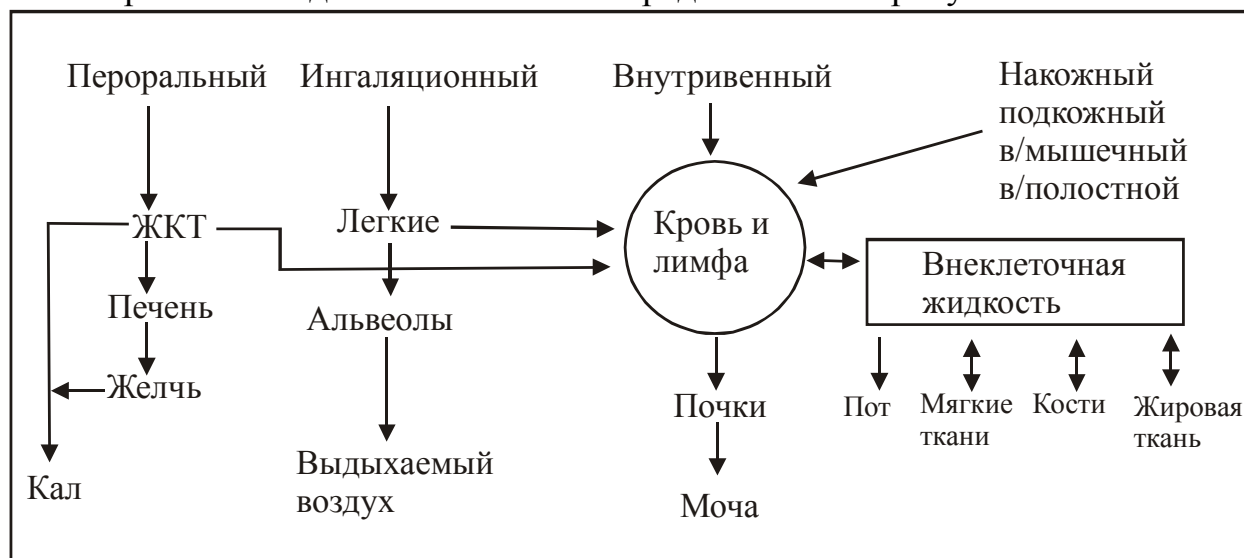 Пероральный
Ингаляционный
Внутривенный
Накожный
подкожный
в/мышечный
в/полостной
ЖКТ
Легкие
Кровь и
лимфа
Внеклеточная
жидкость
Печень
Альвеолы
Желчь
Почки
Пот
Мягкие
ткани
Кости
Жировая
ткань
Кал
Выдыхаемый
воздух
Моча